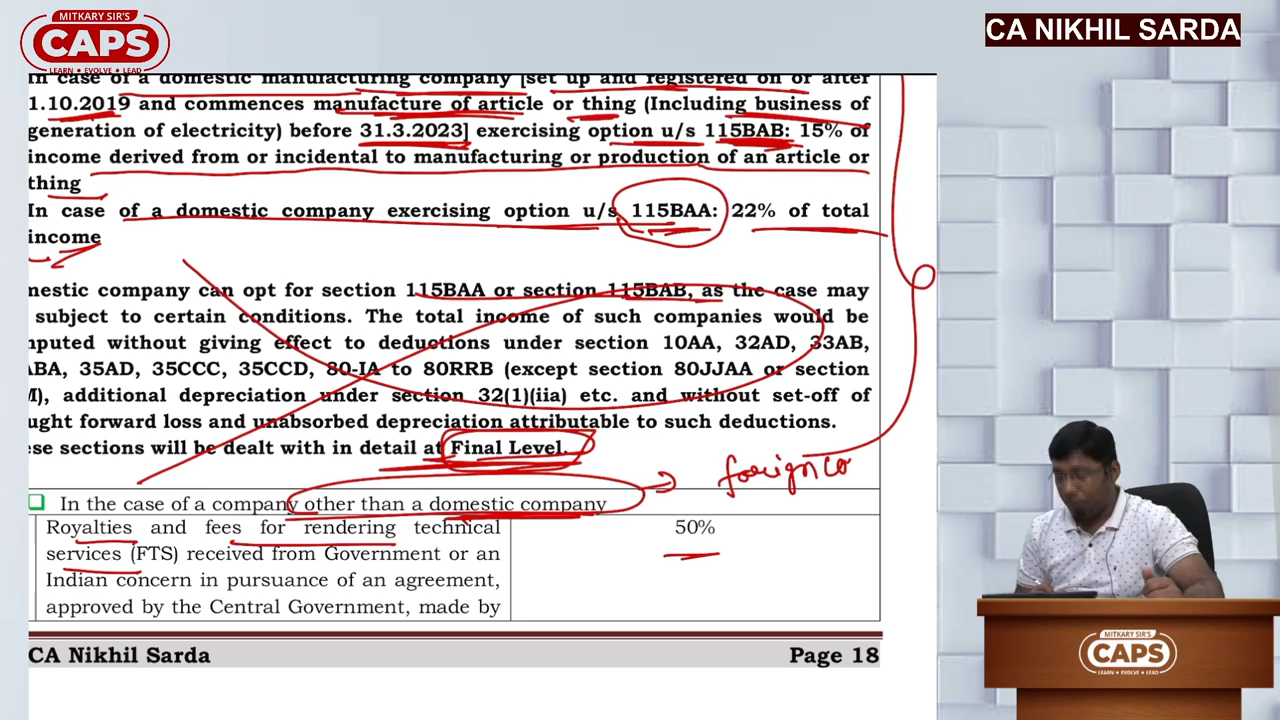 MITKARY SIR'S
CAPS
LEARN • EVOLVE • LEAD
CA NIKHIL SARDA
In case of a domestic manufacturing company [set up and registered on or after
1.10.2019 and commences manufacture of article or thing (Including business of
generation of electricity) before 31.3.2023] exercising option u/s 115BAB: 15% of
income derived from or incidental to manufacturing or production of an article or
thing
In case of a domestic company exercising option u/s 115BAA: 22% of total
income
mestic company can opt for section 115BAA or section 115BAB, as the case may
subject to certain conditions. The total income of such companies would be
nputed without giving effect to deductions under section 10AA, 32AD, 33AB,
ABA, 35AD, 35CCC, 35CCD, 80-IA to 80RRB (except section 80JJAA or section
M), additional depreciation under section 32(1)(iia) etc. and without set-off of
ught forward loss and unabsorbed depreciation attributable to such deductions.
ese sections will be dealt with in detail at Final Level.
foreign co
In the case of a company other than a domestic company
Royalties and fees for rendering technical
services (FTS) received from Government or an
Indian concern in pursuance of an agreement,
approved by the Central Government, made by
50%
CA Nikhil Sarda
Page 18
MITKARY SIR'S
CAPS
LEARN • EVOLVE • LEAD